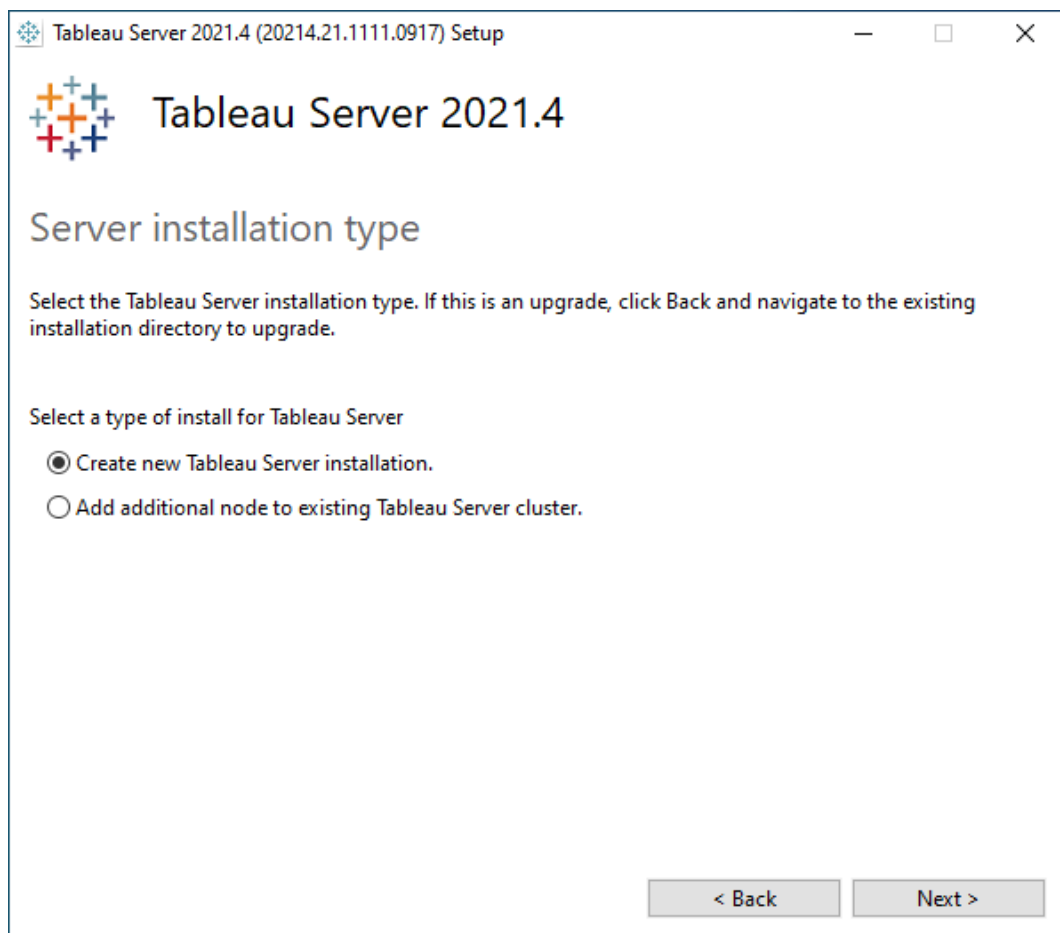 Tableau Server 2021.4 (20214.21.1111.0917) Setup
Tableau Server 2021.4
Server installation type
Select the Tableau Server installation type. If this is an upgrade, click Back and navigate to the existing
installation directory to upgrade.
Select a type of install for Tableau Server
Create new Tableau Server installation.
Add additional node to existing Tableau Server cluster.
< Back
Next >